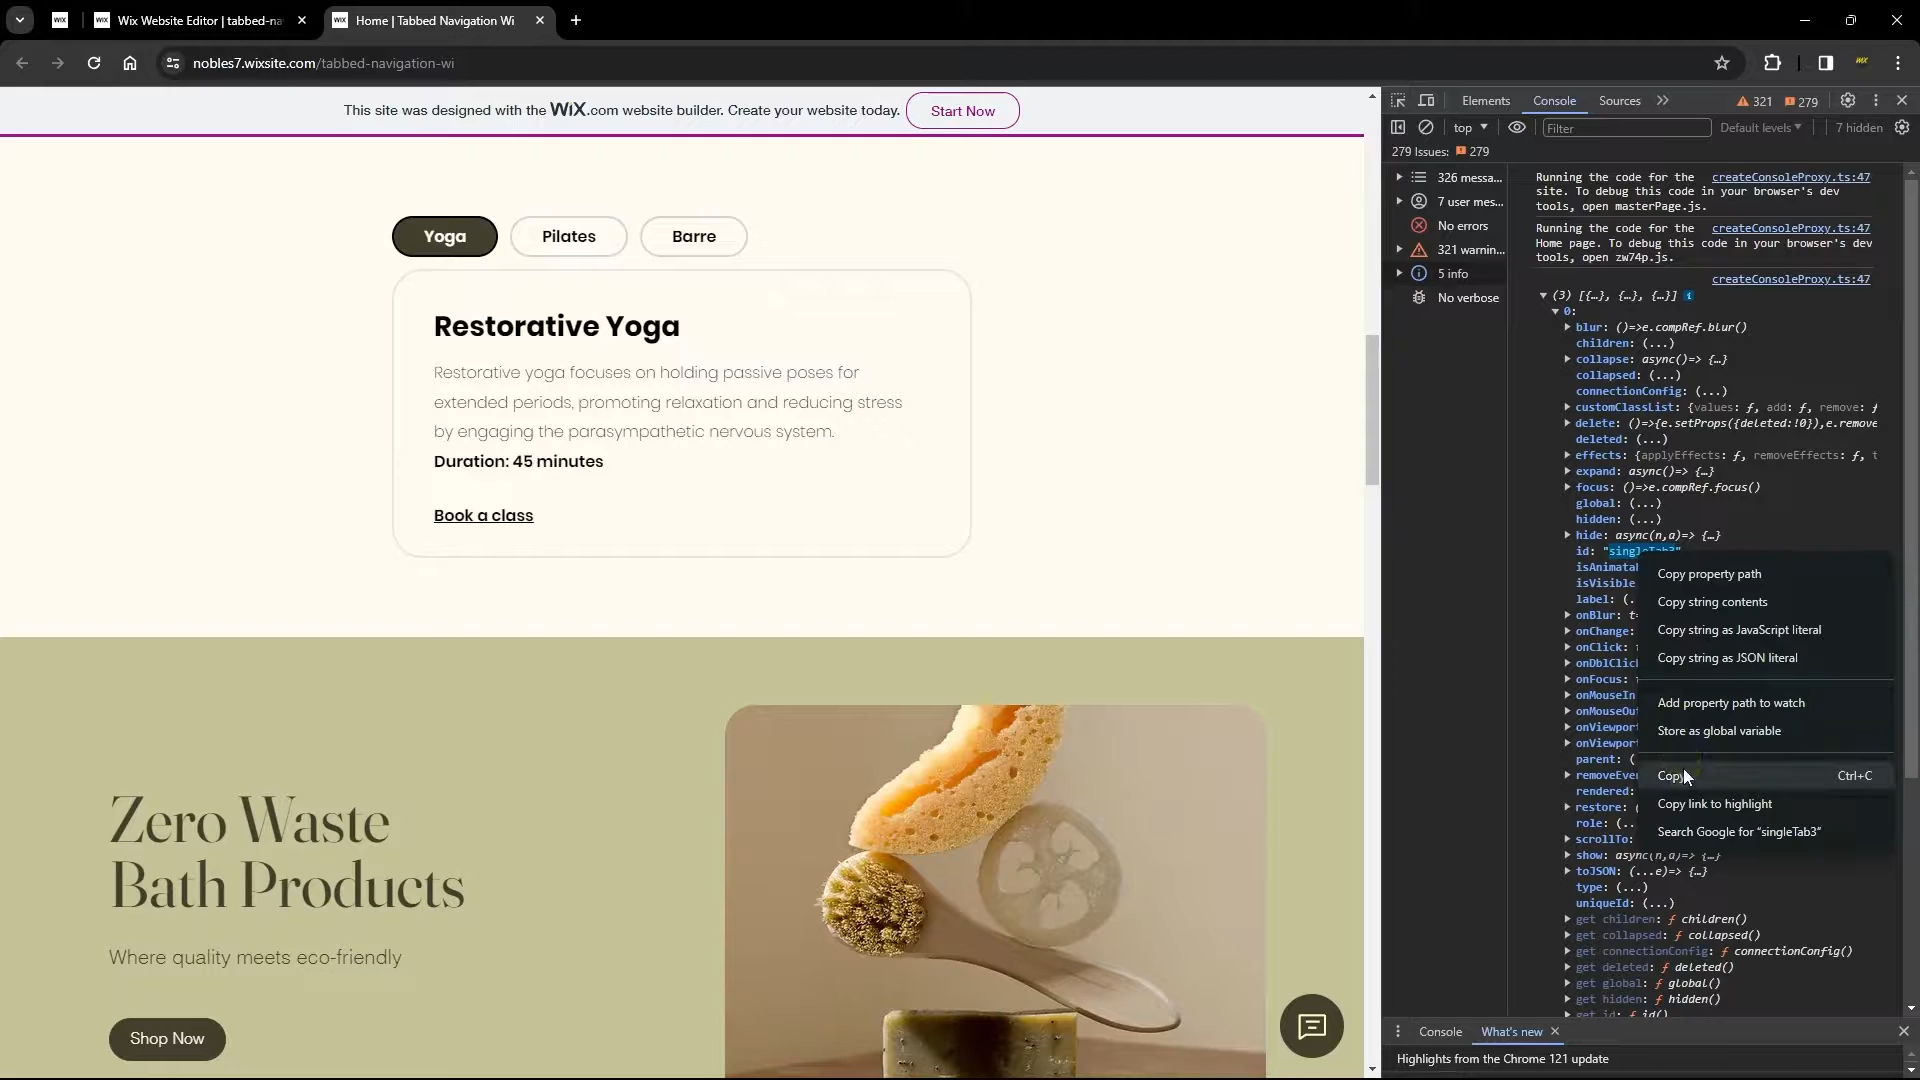 Wix Website Editor | tabbed-na
Home | Tabbed Navigation Wi
nobles7.wixsite.com/tabbed-navigation-wi
This site was designed with the WIX.com website builder. Create your website today.
Start Now
Yoga
Pilates
Barre
Restorative Yoga
Restorative yoga focuses on holding passive poses for
extended periods, promoting relaxation and reducing stress
by engaging the parasympathetic nervous system.
Duration: 45 minutes
Book a class
Zero Waste
Bath Products
Where quality meets eco-friendly
Shop Now
Elements
Console
Sources
321
279
top
Filter
Default levels
7 hidden
279 Issues:
279
326 messa...
7 user mes...
No errors
321 warnin...
5 info
No verbose
Running the code for the createConsoleProxy.ts:47
site. To debug this code in your browser's dev
tools, open masterPage.js.
Running the code for the createConsoleProxy.ts:47
Home page. To debug this code in your browser's dev
tools, open zw74p.js.
createConsoleProxy.ts:47
(3) [{…}, {…}, {…}]
0:
blur: ()=>e.compRef.blur()
children: (...)
collapse: async()=> {…}
collapsed: (...)
connectionConfig: (...)
customClassList: {values: ƒ, add: ƒ, remove: ƒ
delete: ()=>{e.setProps({deleted:!0}),e.remove
deleted: (...)
effects: {applyEffects: ƒ, removeEffects: ƒ, t
expand: async()=> {…}
focus: ()=>e.compRef.focus()
global: (...)
hidden: (...)
hide: async(n,a)=> {…}
id: "singleTab3"
isAnimatab
isVisible
label: (.
onBlur: t
onChange:
onClick:
onDblClic
onFocus:
onMouseIn
onMouseOu
onViewpor
onViewpor
parent: (
removeEve
rendered:
restore: (
role: (..
scrollTo:
show: async(n,a)=> {…}
toJSON: (...e)=> {…}
type: (...)
uniqueId: (...)
get children: ƒ children()
get collapsed: ƒ collapsed()
get connectionConfig: ƒ connectionConfig()
get deleted: ƒ deleted()
get global: ƒ global()
get hidden: ƒ hidden()
get id: ƒ id()
Copy property path
Copy string contents
Copy string as JavaScript literal
Copy string as JSON literal
Add property path to watch
Store as global variable
Copy
Ctrl+C
Copy link to highlight
Search Google for “singleTab3”
Console
What's new
Highlights from the Chrome 121 update